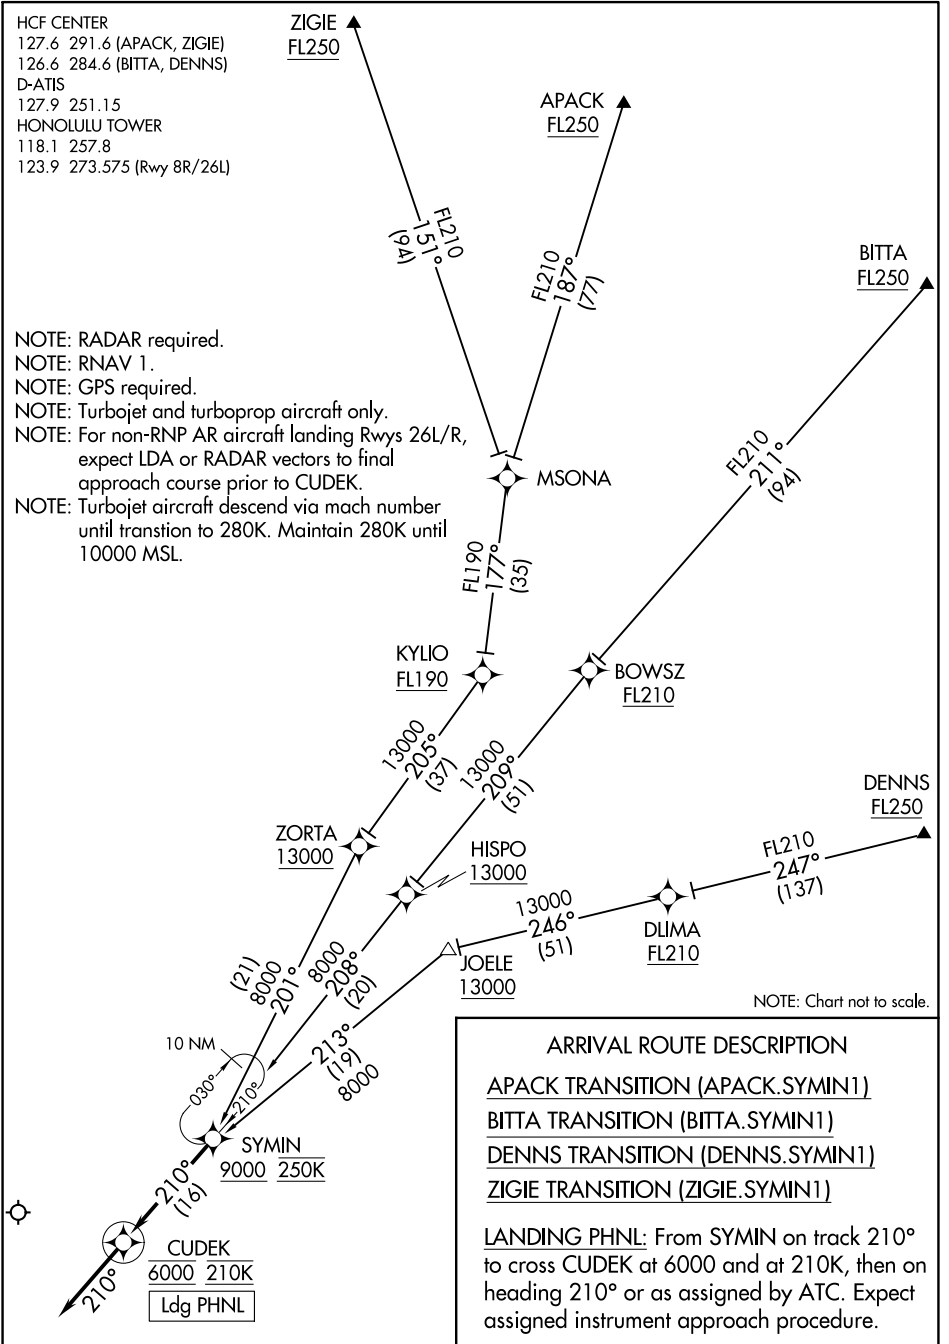 HCF CENTER
127.6 291.6 (APACK, ZIGIE)
126.6 284.6 (BITTA, DENNS)
D-ATIS
127.9 251.15
HONOLULU TOWER
118.1 257.8
123.9 273.575 (Rwy 8R/26L)
ZIGIE
FL250
APACK
FL250
BITTA
FL250
FL210
151°
(94)
FL210
187°
(77)
FL210
211°
(94)
NOTE: RADAR required.
NOTE: RNAV 1.
NOTE: GPS required.
NOTE: Turbojet and turboprop aircraft only.
NOTE: For non-RNP AR aircraft landing Rwys 26L/R,
expect LDA or RADAR vectors to final
approach course prior to CUDEK.
NOTE: Turbojet aircraft descend via mach number
until transtion to 280K. Maintain 280K until
10000 MSL.
MSONA
FL190
177°
(35)
KYLIO
FL190
BOWSZ
FL210
13000
205°
(37)
13000
209°
(51)
DENNS
FL250
ZORTA
13000
HISPO
13000
FL210
247°
(137)
13000
246°
(51)
DLIMA
FL210
JOELE
13000
(21)
8000
201°
8000
208°
(20)
213°
(19)
8000
NOTE: Chart not to scale.
10 NM
030°
210°
SYMIN
9000 250K
210°
(16)
CUDEK
6000 210K
Ldg PHNL
210°
ARRIVAL ROUTE DESCRIPTION
APACK TRANSITION (APACK.SYMIN1)
BITTA TRANSITION (BITTA.SYMIN1)
DENNS TRANSITION (DENNS.SYMIN1)
ZIGIE TRANSITION (ZIGIE.SYMIN1)
LANDING PHNL: From SYMIN on track 210°
to cross CUDEK at 6000 and at 210K, then on
heading 210° or as assigned by ATC. Expect
assigned instrument approach procedure.